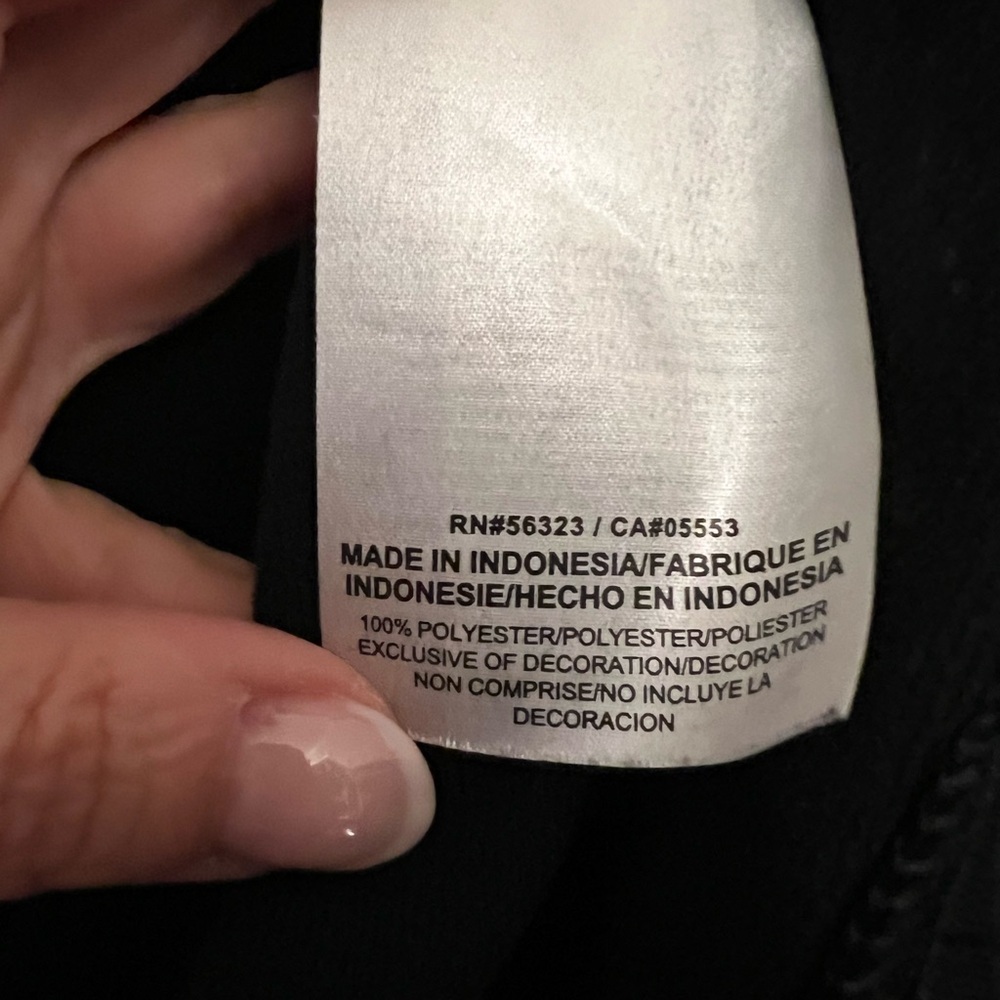 RN#56323 / CA#05553
MADE IN INDONESIA/FABRIQUE EN
INDONESIE/HECHO EN INDONESIA
100% POLYESTER/POLYESTER/POLIESTER
EXCLUSIVE OF DECORATION/DECORATION
NON COMPRISE/NO INCLUYE LA
DECORACION